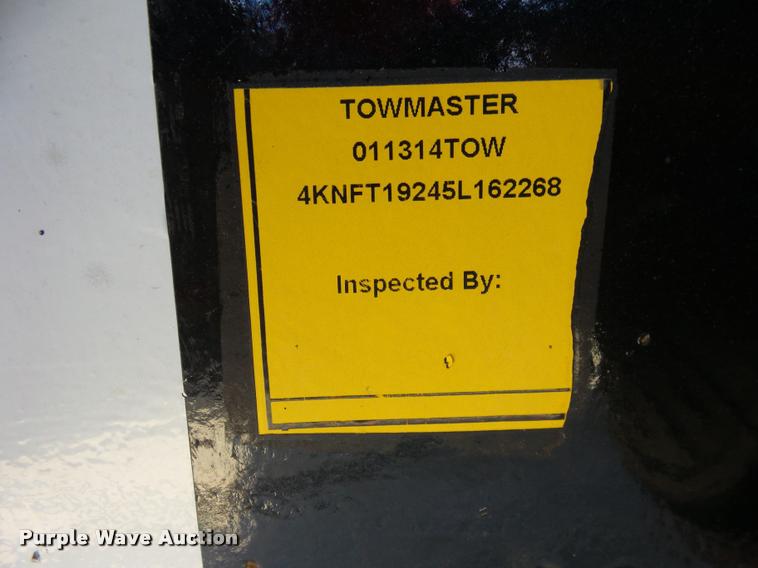 TOWMASTER
011314TOW
4KNFT19245L162268
Inspected By:
Purple Wave Auction